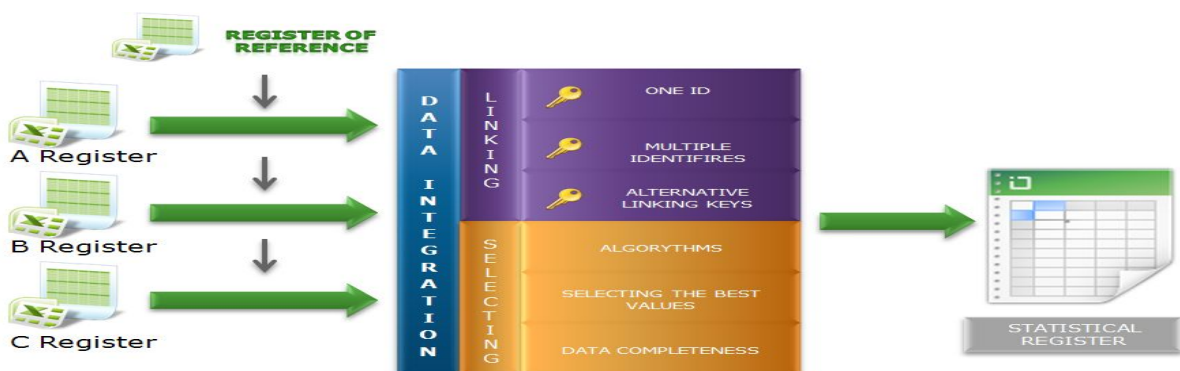 REGISTER OF
REFERENCE
A Register
B Register
C Register
DATA INTEGRATION
LINKING
ONE ID
MULTIPLE
IDENTIFIRES
ALTERNATIVE
LINKING KEYS
SELECTING
ALGORYTHMS
SELECTING THE BEST
VALUES
DATA COMPLETENESS
STATISTICAL
REGISTER